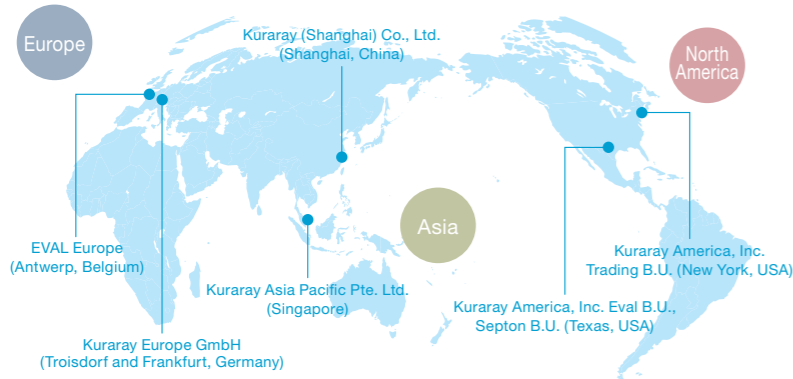 Europe
Kuraray (Shanghai) Co., Ltd.
(Shanghai, China)
North
America
EVAL Europe
(Antwerp, Belgium)
Asia
Kuraray Asia Pacific Pte. Ltd.
(Singapore)
Kuraray America, Inc.
Trading B.U. (New York, USA)
Kuraray America, Inc. Eval B.U.,
Septon B.U. (Texas, USA)
Kuraray Europe GmbH
(Troisdorf and Frankfurt, Germany)